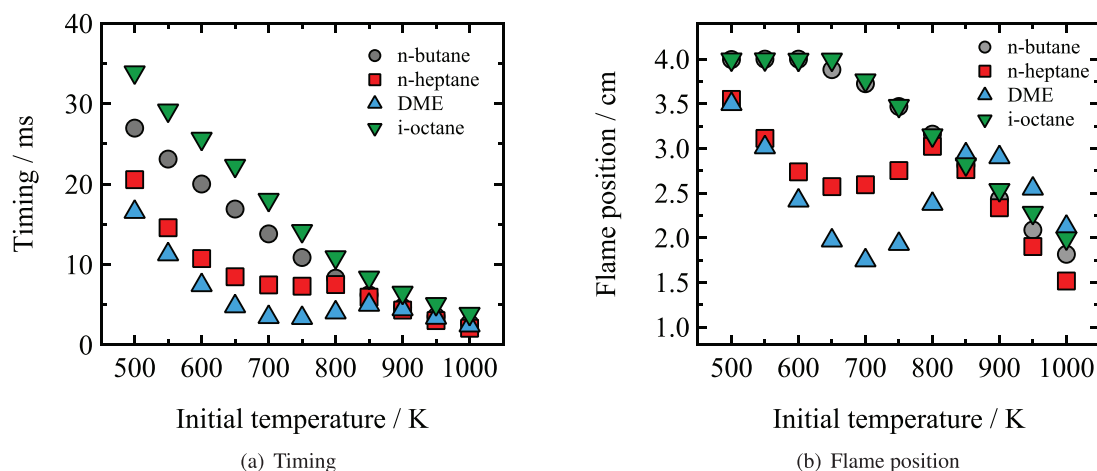 40
30
20
10
0
Timing / ms
n-butane
n-heptane
DME
i-octane
500 600 700 800 900 1000
Initial temperature / K
(a) Timing
4.0
3.5
3.0
2.5
2.0
1.5
1.0
Flame position / cm
n-butane
n-heptane
DME
i-octane
500 600 700 800 900 1000
Initial temperature / K
(b) Flame position